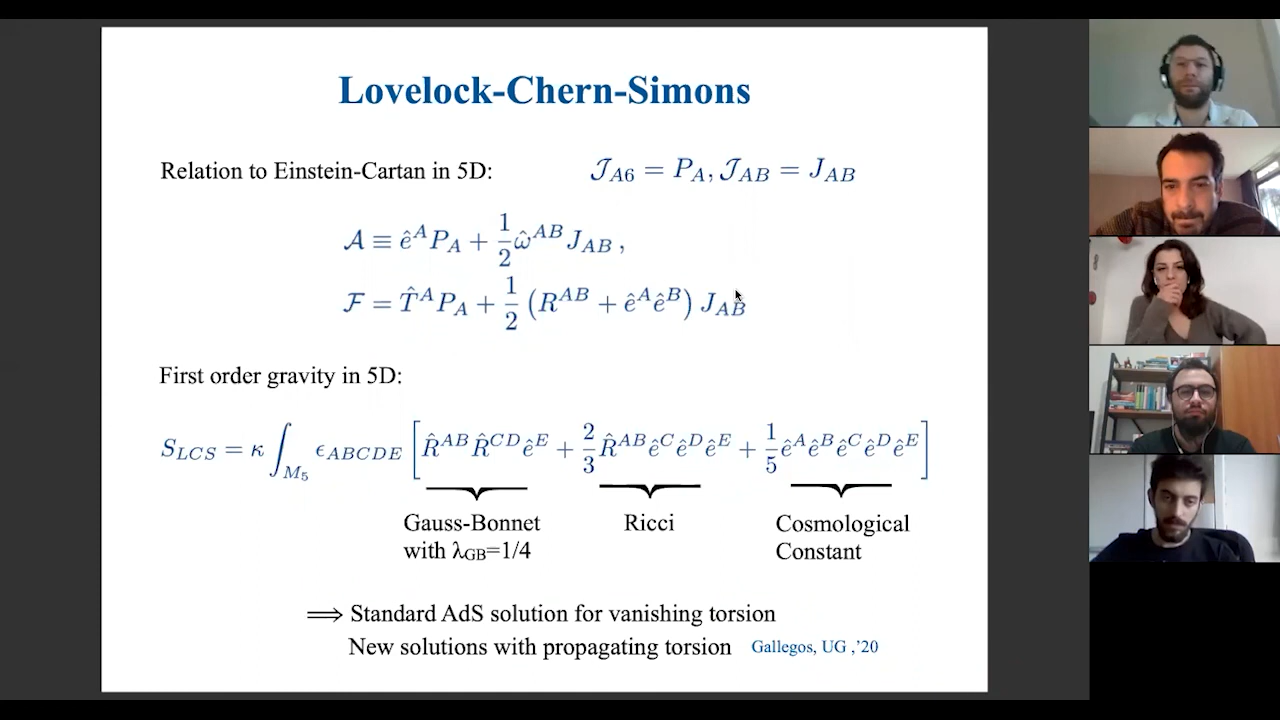 Lovelock-Chern-Simons
Relation to Einstein-Cartan in 5D: 𝒥_{A6} = P_A, 𝒥_{AB} = J_{AB}
𝒜 ≡ ê^A P_A + 1/2 ω̂^{AB} J_{AB} ,
ℱ = T̂^A P_A + 1/2 (R^{AB} + ê^A ê^B) J_{AB}
First order gravity in 5D:
S_{LCS} = κ ∫_{M_5} ϵ_{ABCDE} [R̂^{AB} R̂^{CD} ê^E + 2/3 R̂^{AB} ê^C ê^D ê^E + 1/5 ê^A ê^B ê^C ê^D ê^E]
Gauss-Bonnet Ricci Cosmological
with λ_{GB}=1/4 Constant
⟹ Standard AdS solution for vanishing torsion
New solutions with propagating torsion Gallegos, UG ,’20